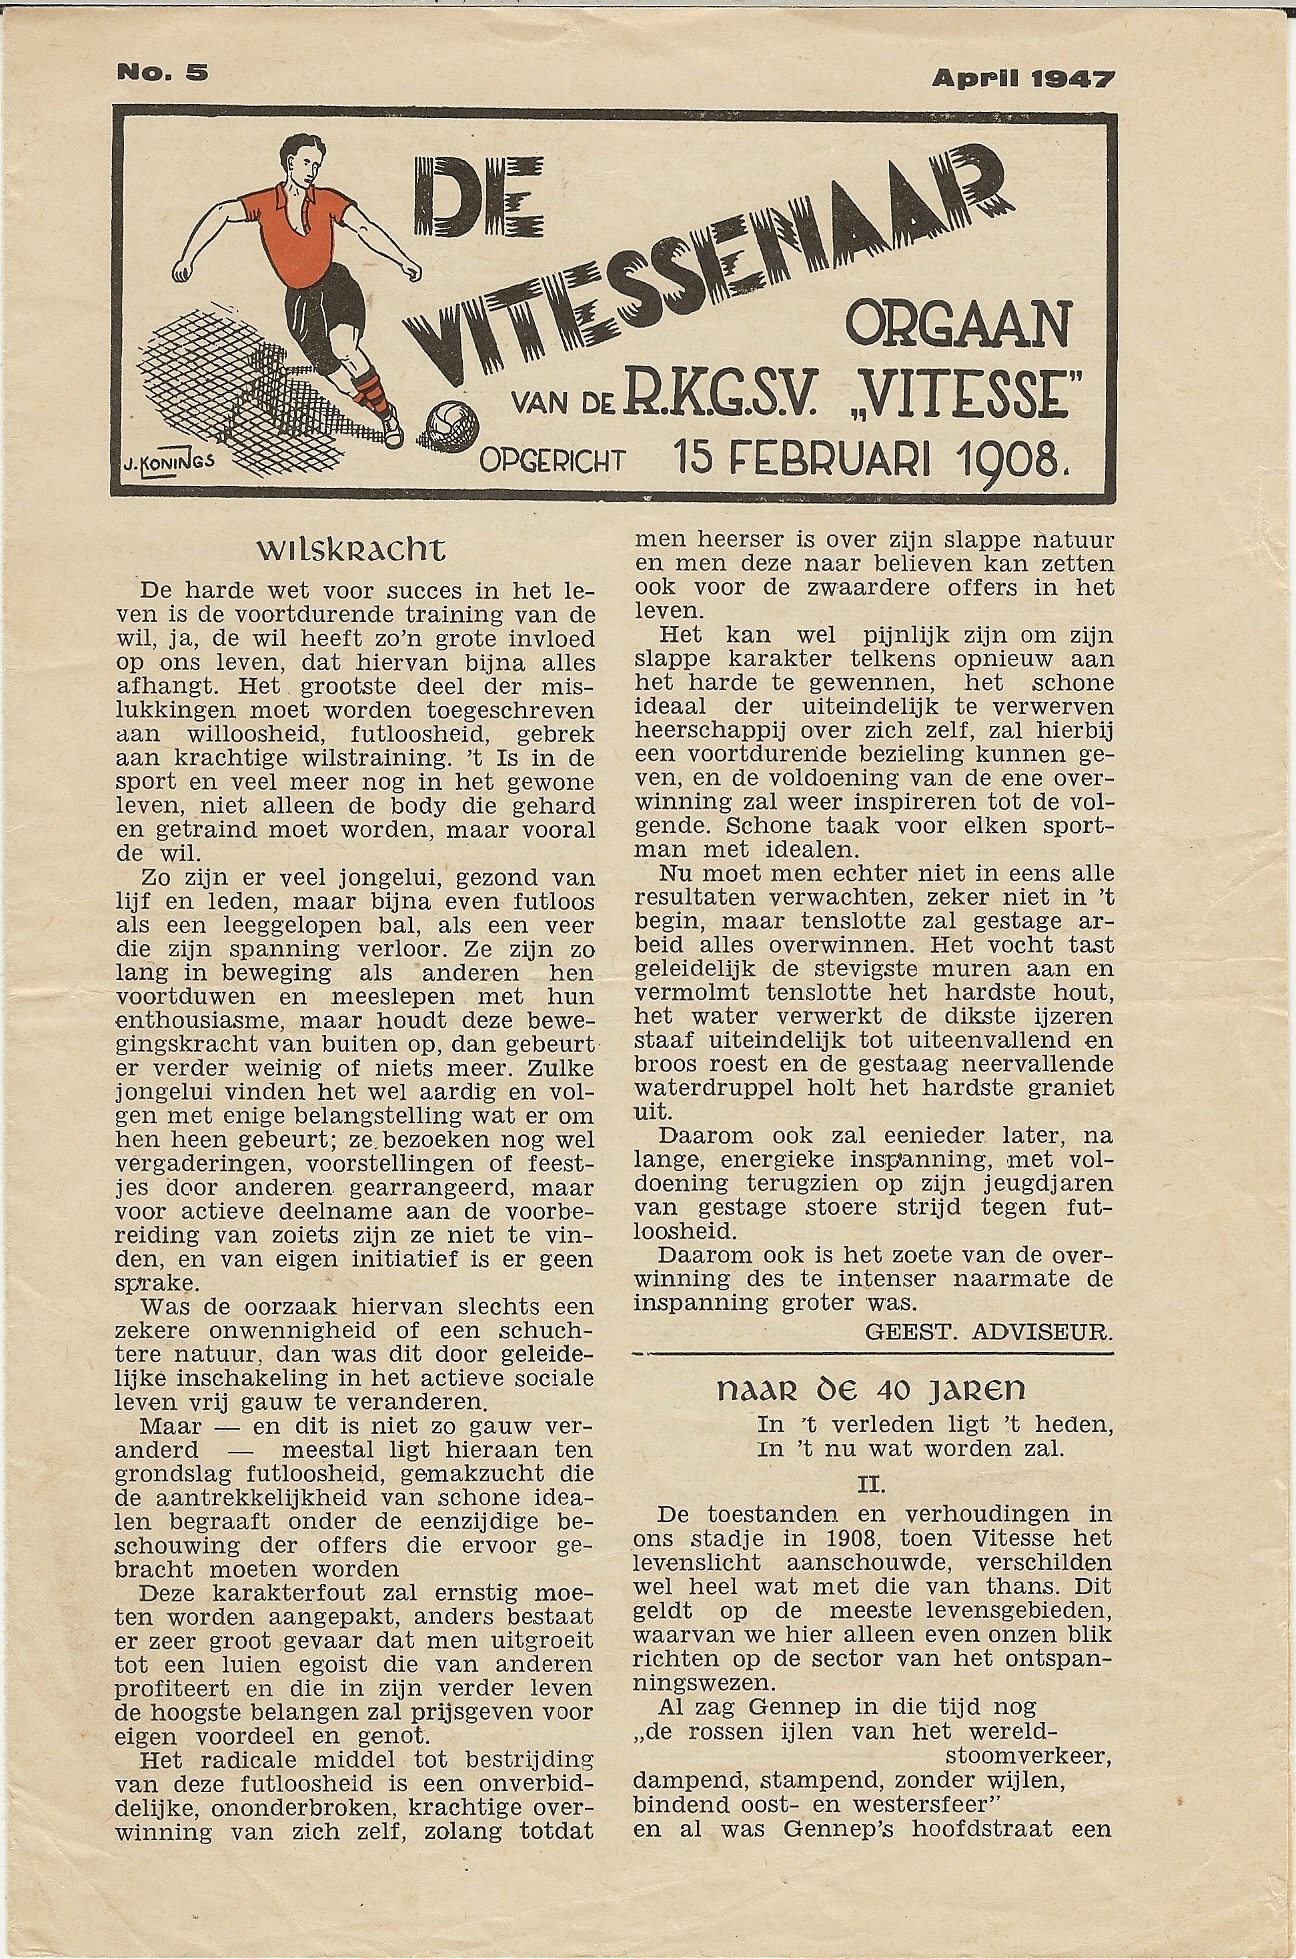 No. 5
April 1947
DE
VITESSENAAR
ORGAAN
VAN DE R.K.G.S.V. „VITESSE”
OPGERICHT 15 FEBRUARI 1908.
J. KONINGS
WILSKRACHT
De harde wet voor succes in het le-
ven is de voortdurende training van de
wil, ja, de wil heeft zo'n grote invloed
op ons leven, dat hiervan bijna alles
afhangt. Het grootste deel der mis-
lukkingen moet worden toegeschreven
aan willoosheid, futloosheid, gebrek
aan krachtige wilstraining. 't Is in de
sport en veel meer nog in het gewone
leven, niet alleen de body die gehard
en getraind moet worden, maar vooral
de wil.
Zo zijn er veel jongelui, gezond van
lijf en leden, maar bijna even futloos
als een leeggelopen bal, als een veer
die zijn spanning verloor. Ze zijn zo
lang in beweging als anderen hen
voortduwen en meeslepen met hun
enthousiasme, maar houdt deze bewe-
gingskracht van buiten op, dan gebeurt
er verder weinig of niets meer. Zulke
jongelui vinden het wel aardig en vol-
gen met enige belangstelling wat er om
hen heen gebeurt; ze bezoeken nog wel
vergaderingen, voorstellingen of feest-
jes door anderen gearrangeerd, maar
voor actieve deelname aan de voorbe-
reiding van zoiets zijn ze niet te vin-
den, en van eigen initiatief is er geen
sprake.
Was de oorzaak hiervan slechts een
zekere onwennigheid of een schuch-
tere natuur, dan was dit door geleide-
lijke inschakeling in het actieve sociale
leven vrij gauw te veranderen.
Maar — en dit is niet zo gauw ver-
anderd — meestal ligt hieraan ten
grondslag futloosheid, gemakzucht die
de aantrekkelijkheid van schone idea-
len begraaft onder de eenzijdige be-
schouwing der offers die ervoor ge-
bracht moeten worden
Deze karakterfout zal ernstig moe-
ten worden aangepakt, anders bestaat
er zeer groot gevaar dat men uitgroeit
tot een luien egoist die van anderen
profiteert en die in zijn verder leven
de hoogste belangen zal prijsgeven voor
eigen voordeel en genot.
Het radicale middel tot bestrijding
van deze futloosheid is een onverbid-
delijke, ononderbroken, krachtige over-
winning van zich zelf, zolang totdat
men heerser is over zijn slappe natuur
en men deze naar believen kan zetten
ook voor de zwaardere offers in het
leven.
Het kan wel pijnlijk zijn om zijn
slappe karakter telkens opnieuw aan
het harde te gewennen, het schone
ideaal der uiteindelijk te verwerven
heerschappij over zich zelf, zal hierbij
een voortdurende bezieling kunnen ge-
ven, en de voldoening van de ene over-
winning zal weer inspireren tot de vol-
gende. Schone taak voor elken sport-
man met idealen.
Nu moet men echter niet in eens alle
resultaten verwachten, zeker niet in 't
begin, maar tenslotte zal gestage ar-
beid alles overwinnen. Het vocht tast
geleidelijk de stevigste muren aan en
vermolmt tenslotte het hardste hout,
het water verwerkt de dikste ijzeren
staaf uiteindelijk tot uiteenvallend en
broos roest en de gestaag neervallende
waterdruppel holt het hardste graniet
uit.
Daarom ook zal eenieder later, na
lange, energieke inspanning, met vol-
doening terugzien op zijn jeugdjaren
van gestage stoere strijd tegen fut-
loosheid.
Daarom ook is het zoete van de over-
winning des te intenser naarmate de
inspanning groter was.
GEEST. ADVISEUR.
NAAR DE 40 JAREN
In 't verleden ligt 't heden,
In 't nu wat worden zal.
II.
De toestanden en verhoudingen in
ons stadje in 1908, toen Vitesse het
levenslicht aanschouwde, verschilden
wel heel wat met die van thans. Dit
geldt op de meeste levensgebieden,
waarvan we hier alleen even onzen blik
richten op de sector van het ontspan-
ningswezen.
Al zag Gennep in die tijd nog
„de rossen ijlen van het wereld-
stoomverkeer,
dampend, stampend, zonder wijlen,
bindend oost- en westersfeer”
en al was Gennep's hoofdstraat een